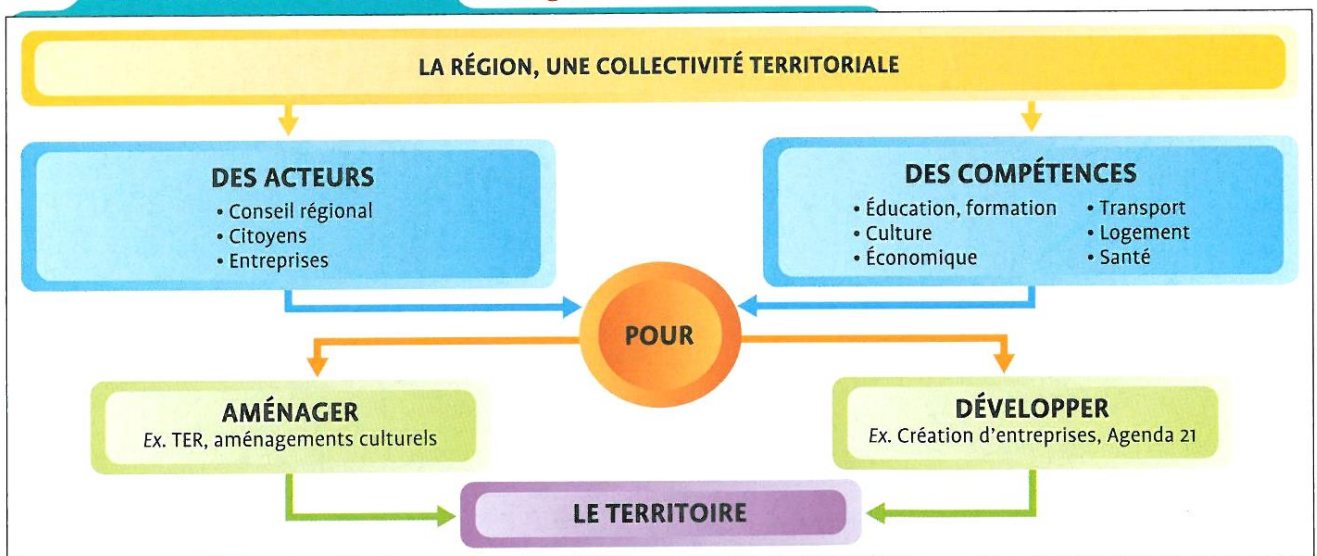 LA RÉGION, UNE COLLECTIVITÉ TERRITORIALE
DES ACTEURS
• Conseil régional
• Citoyens
• Entreprises
DES COMPÉTENCES
• Éducation, formation
• Culture
• Économique
• Transport
• Logement
• Santé
POUR
AMÉNAGER
Ex. TER, aménagements culturels
DÉVELOPPER
Ex. Création d'entreprises, Agenda 21
LE TERRITOIRE